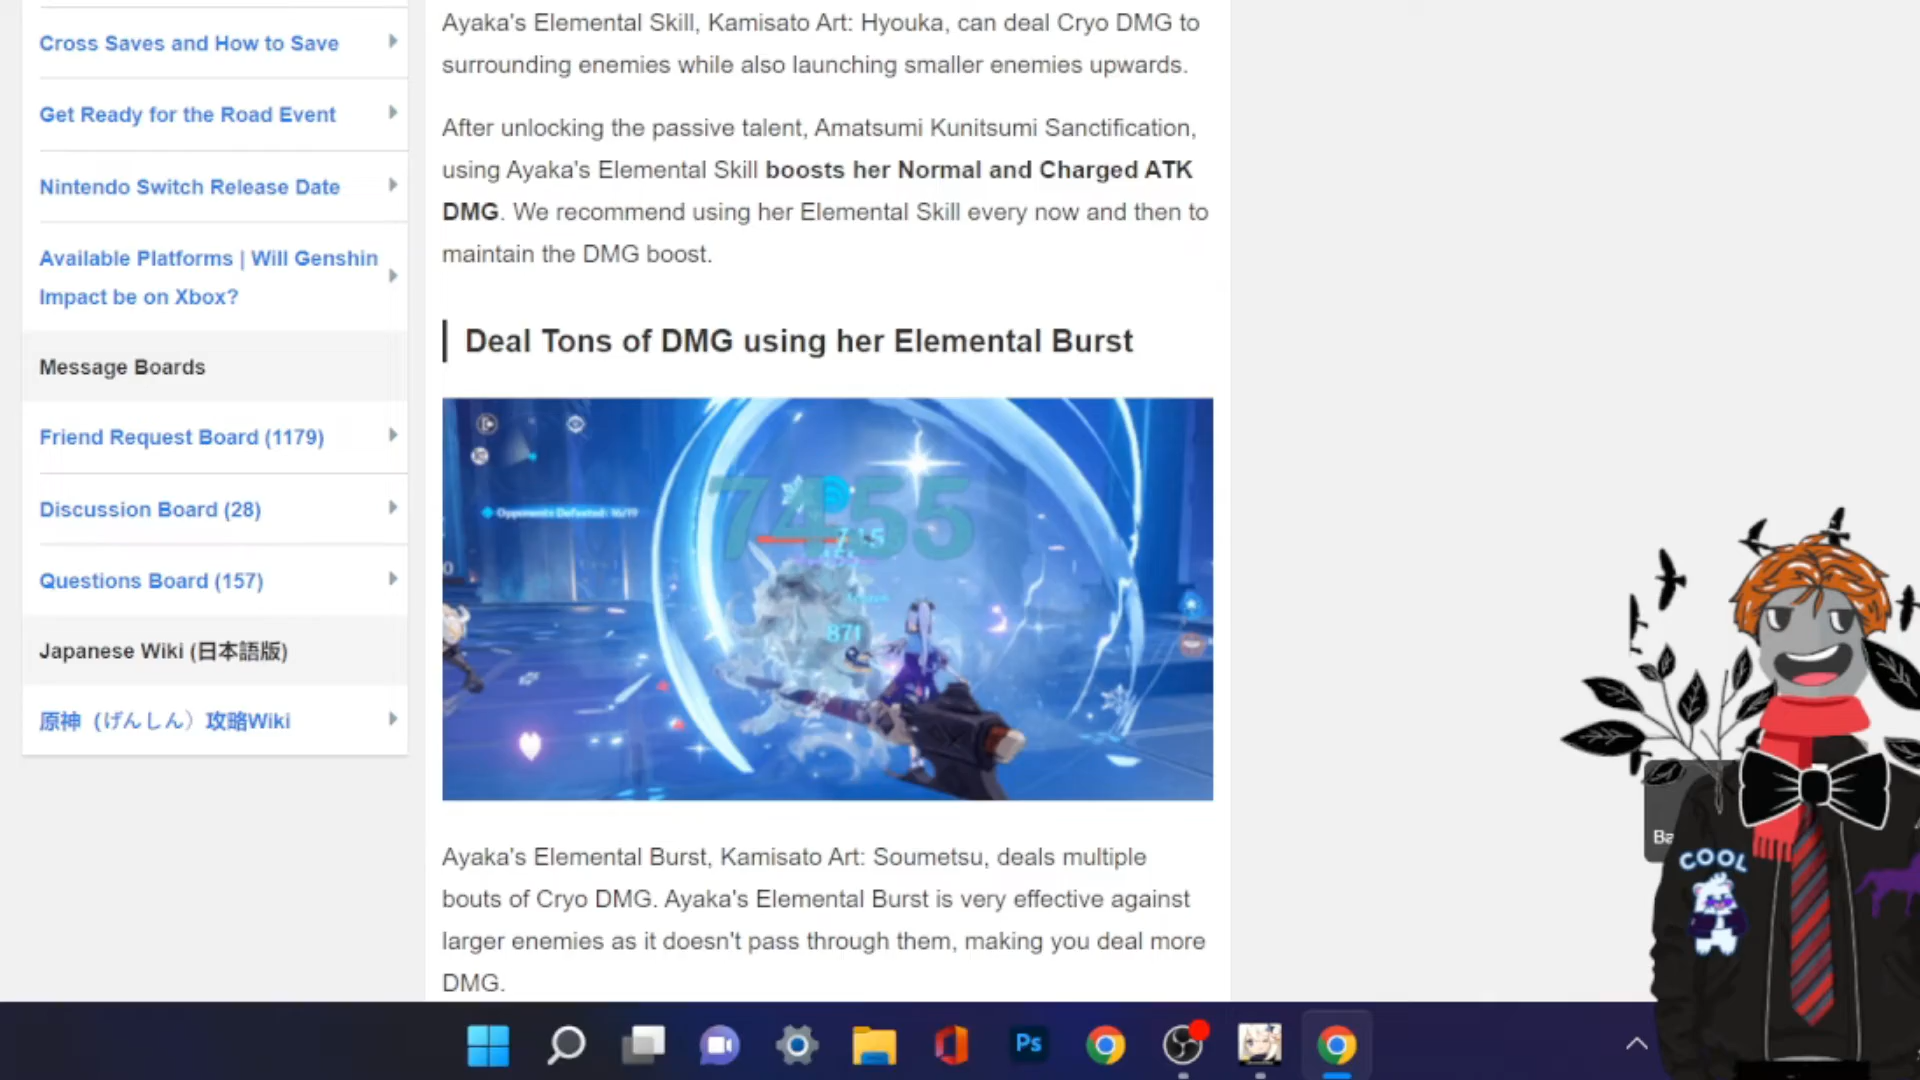 Cross Saves and How to Save
Get Ready for the Road Event
Nintendo Switch Release Date
Available Platforms | Will Genshin
Impact be on Xbox?
Message Boards
Friend Request Board (1179)
Discussion Board (28)
Questions Board (157)
Japanese Wiki (日本語版)
原神（げんしん）攻略Wiki
Ayaka's Elemental Skill, Kamisato Art: Hyouka, can deal Cryo DMG to
surrounding enemies while also launching smaller enemies upwards.
After unlocking the passive talent, Amatsumi Kunitsumi Sanctification,
using Ayaka's Elemental Skill boosts her Normal and Charged ATK
DMG. We recommend using her Elemental Skill every now and then to
maintain the DMG boost.
Deal Tons of DMG using her Elemental Burst
Opponents Defeated: 16/19
7455
871
Ayaka's Elemental Burst, Kamisato Art: Soumetsu, deals multiple
bouts of Cryo DMG. Ayaka's Elemental Burst is very effective against
larger enemies as it doesn't pass through them, making you deal more
DMG.
Ba
COOL
Ps